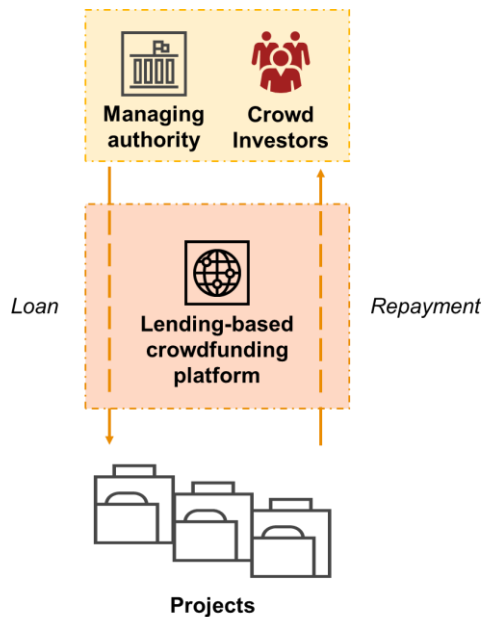 Managing
authority
Crowd
Investors
Loan
Lending-based
crowdfunding
platform
Repayment
Projects